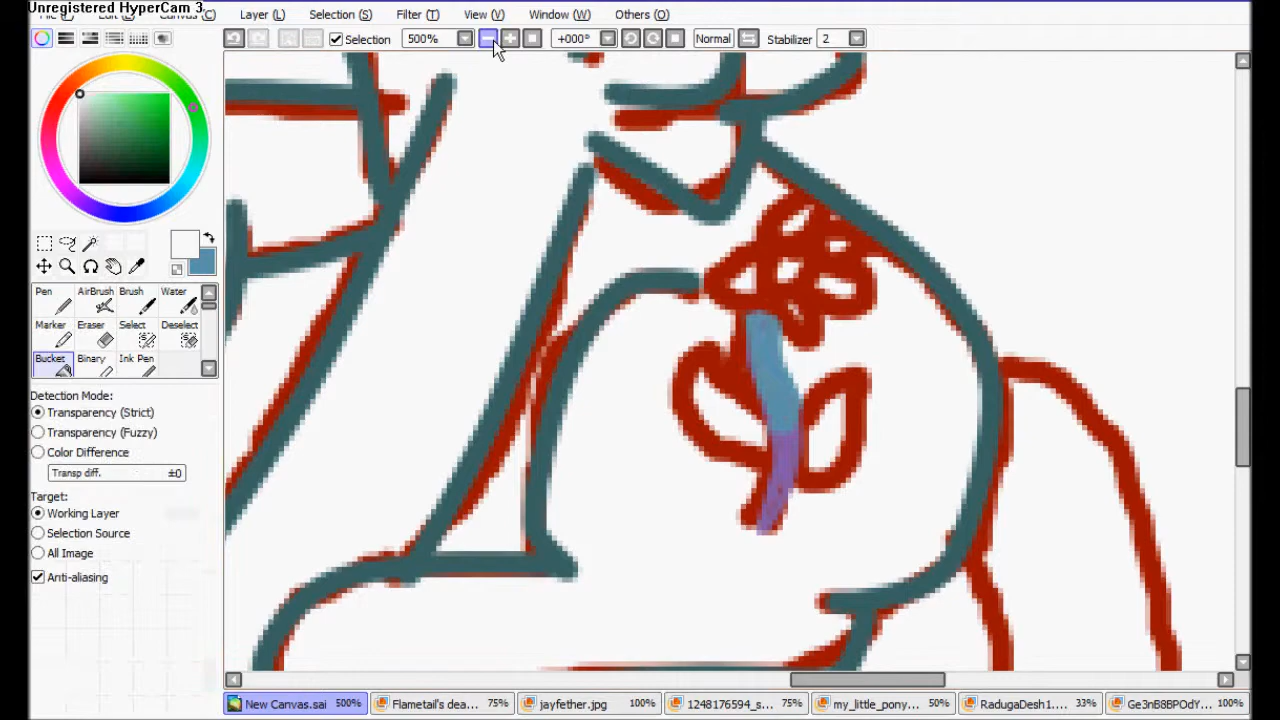 Unregistered HyperCam 3
Layer (L) Selection (S) Filter (T) View (V) Window (W) Others (O)
Selection 500% +000° Normal Stabilizer 2
Pen AirBrush Brush Water
Marker Eraser Select Deselect
Bucket Binary Ink Pen
Detection Mode:
Transparency (Strict)
Transparency (Fuzzy)
Color Difference
Transp diff. ±0
Target:
Working Layer
Selection Source
All Image
Anti-aliasing
New Canvas.sai 500% Flametail's dea... 75% jayfether.jpg 100% 1248176594_s... 75% my_little_pony... 50% RadugaDesh1... 33% Ge3nB8BPOdY... 100%